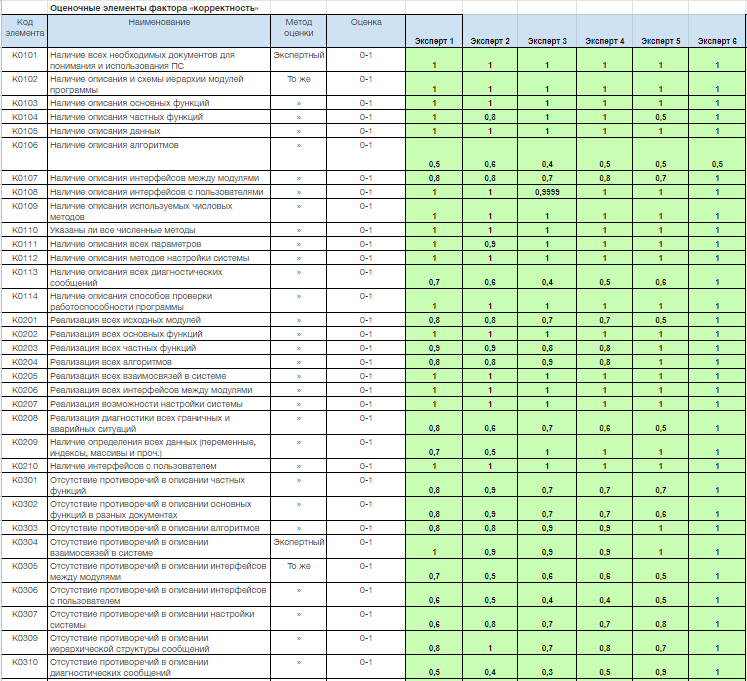 Оценочные элементы фактора «корректность»
Код элемента Наименование Метод оценки Оценка Эксперт 1 Эксперт 2 Эксперт 3 Эксперт 4 Эксперт 5 Эксперт 6
К0101 Наличие всех необходимых документов для Экспертный 0-1
понимания и использования ПС 1 1 1 1 1 1
К0102 Наличие описания и схемы иерархии модулей То же 0-1
программы 1 1 1 1 1 1
К0103 Наличие описания основных функций » 0-1 1 1 1 1 1 1
К0104 Наличие описания частных функций » 0-1 1 0,8 1 1 0,5 1
К0105 Наличие описания данных » 0-1 1 1 1 1 1 1
К0106 Наличие описания алгоритмов » 0-1
0,5 0,6 0,4 0,5 0,5 0,5
К0107 Наличие описания интерфейсов между модулями » 0-1 0,8 0,8 0,7 0,8 0,7 1
К0108 Наличие описания интерфейсов с пользователями » 0-1 1 1 0,9999 1 1 1
К0109 Наличие описания используемых числовых » 0-1
методов 1 1 1 1 1 1
К0110 Указаны ли все численные методы » 0-1 1 1 1 1 1 1
К0111 Наличие описания всех параметров » 0-1 1 0,9 1 1 1 1
К0112 Наличие описания методов настройки системы » 0-1 1 1 1 1 1 1
К0113 Наличие описания всех диагностических » 0-1
сообщений 0,7 0,6 0,4 0,5 0,6 1
К0114 Наличие описания способов проверки » 0-1
работоспособности программы 1 1 1 1 1 1
К0201 Реализация всех исходных модулей » 0-1 0,8 0,8 0,7 0,7 0,5 1
К0202 Реализация всех основных функций » 0-1 1 1 1 1 1 1
К0203 Реализация всех частных функций » 0-1 0,9 0,9 0,8 0,8 1 1
К0204 Реализация всех алгоритмов » 0-1 0,8 0,8 0,9 0,8 1 1
К0205 Реализация всех взаимосвязей в системе » 0-1 1 1 1 1 1 1
К0206 Реализация всех интерфейсов между модулями » 0-1 1 1 1 1 1 1
К0207 Реализация возможности настройки системы » 0-1 1 1 1 1 1 1
К0208 Реализация диагностики всех граничных и » 0-1
аварийных ситуаций 0,8 0,6 0,7 0,6 0,5 1
К0209 Наличие определения всех данных (переменные, » 0-1
индексы, массивы и проч.) 0,7 0,5 1 1 1 1
К0210 Наличие интерфейсов с пользователем » 0-1 1 1 1 1 1 1
К0301 Отсутствие противоречий в описании частных » 0-1
функций 0,8 0,9 0,7 0,7 0,7 1
К0302 Отсутствие противоречий в описании основных » 0-1
функций в разных документах 0,8 0,9 0,7 0,7 0,6 1
К0303 Отсутствие противоречий в описании алгоритмов » 0-1 0,8 0,8 0,9 0,9 1 1
К0304 Отсутствие противоречий в описании Экспертный 0-1
взаимосвязей в системе 1 0,9 0,9 0,9 1 1
К0305 Отсутствие противоречий в описании интерфейсов То же 0-1
между модулями 0,7 0,5 0,6 0,6 0,5 1
К0306 Отсутствие противоречий в описании интерфейсов » 0-1
с пользователем 0,6 0,5 0,4 0,4 0,5 1
К0307 Отсутствие противоречий в описании настройки » 0-1
системы 0,6 0,8 0,7 0,7 0,8 1
К0309 Отсутствие противоречий в описании » 0-1
иерархической структуры сообщений 0,8 1 0,7 0,8 0,7 1
К0310 Отсутствие противоречий в описании » 0-1
диагностических сообщений 0,5 0,4 0,3 0,5 0,9 1